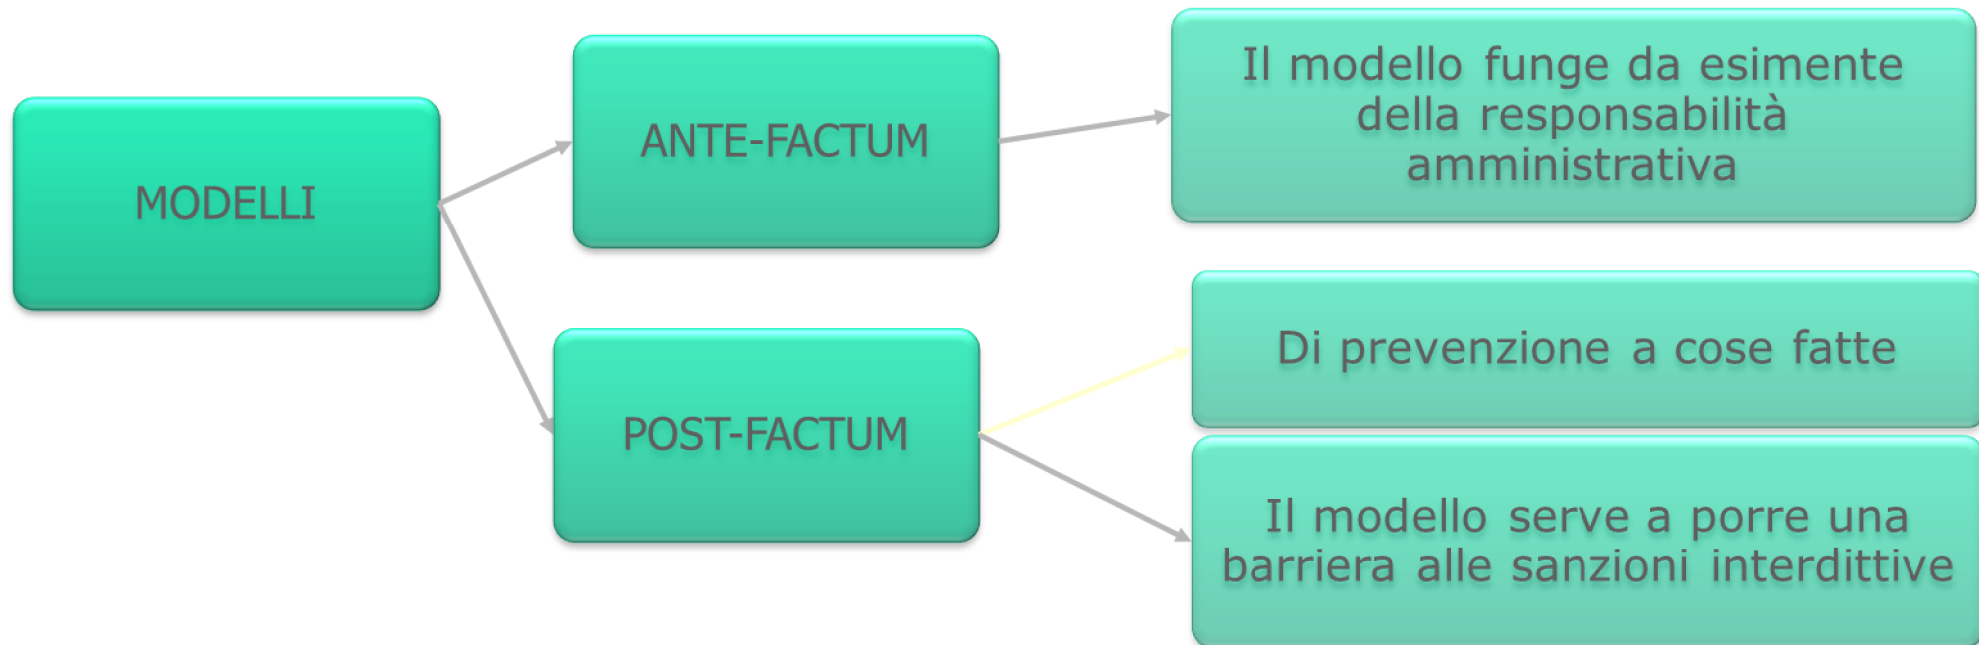 MODELLI
ANTE-FACTUM
Il modello funge da esimente
della responsabilità
amministrativa
POST-FACTUM
Di prevenzione a cose fatte
Il modello serve a porre una
barriera alle sanzioni interdittive